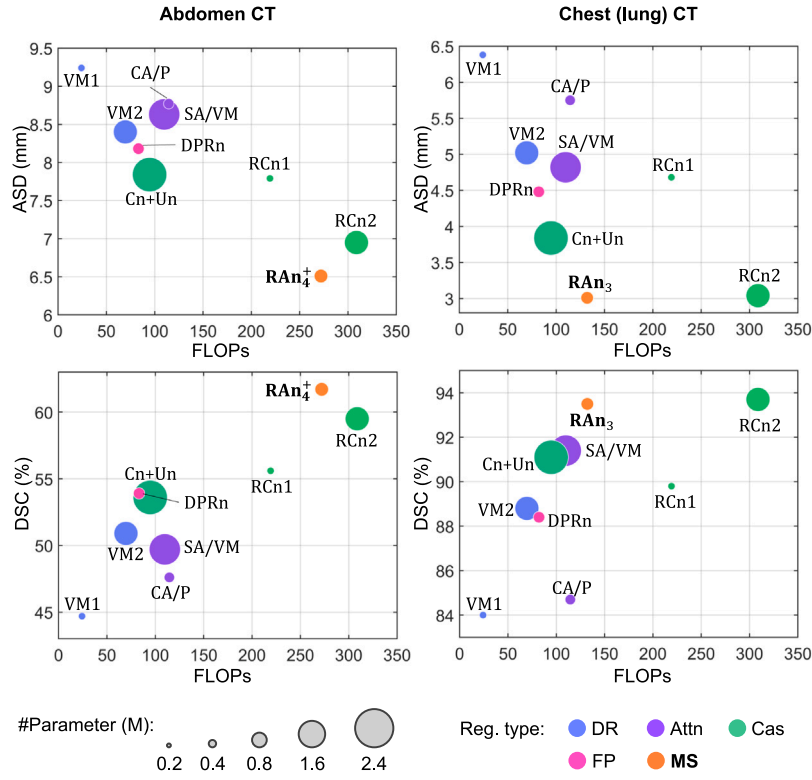 Abdomen CT
9.5
9
8.5
8
7.5
7
6.5
6
ASD (mm)
VM1
CA/P
VM2
SA/VM
DPRn
Cn+Un
RCn1
RCn2
RAn₄⁺
0 50 100 150 200 250 300 350
FLOPs
Chest (lung) CT
6.5
6
5.5
5
4.5
4
3.5
3
ASD (mm)
VM1
CA/P
VM2
SA/VM
DPRn
RCn1
Cn+Un
RAn₃
RCn2
0 50 100 150 200 250 300 350
FLOPs
60
55
50
45
DSC (%)
RAn₄⁺
RCn2
Cn+Un
DPRn
RCn1
VM2
SA/VM
CA/P
VM1
0 50 100 150 200 250 300 350
FLOPs
94
92
90
88
86
84
DSC (%)
RAn₃
RCn2
SA/VM
Cn+Un
RCn1
VM2
DPRn
CA/P
VM1
0 50 100 150 200 250 300 350
FLOPs
#Parameter (M):
0.2 0.4 0.8 1.6 2.4
Reg. type: DR Attn Cas
FP MS